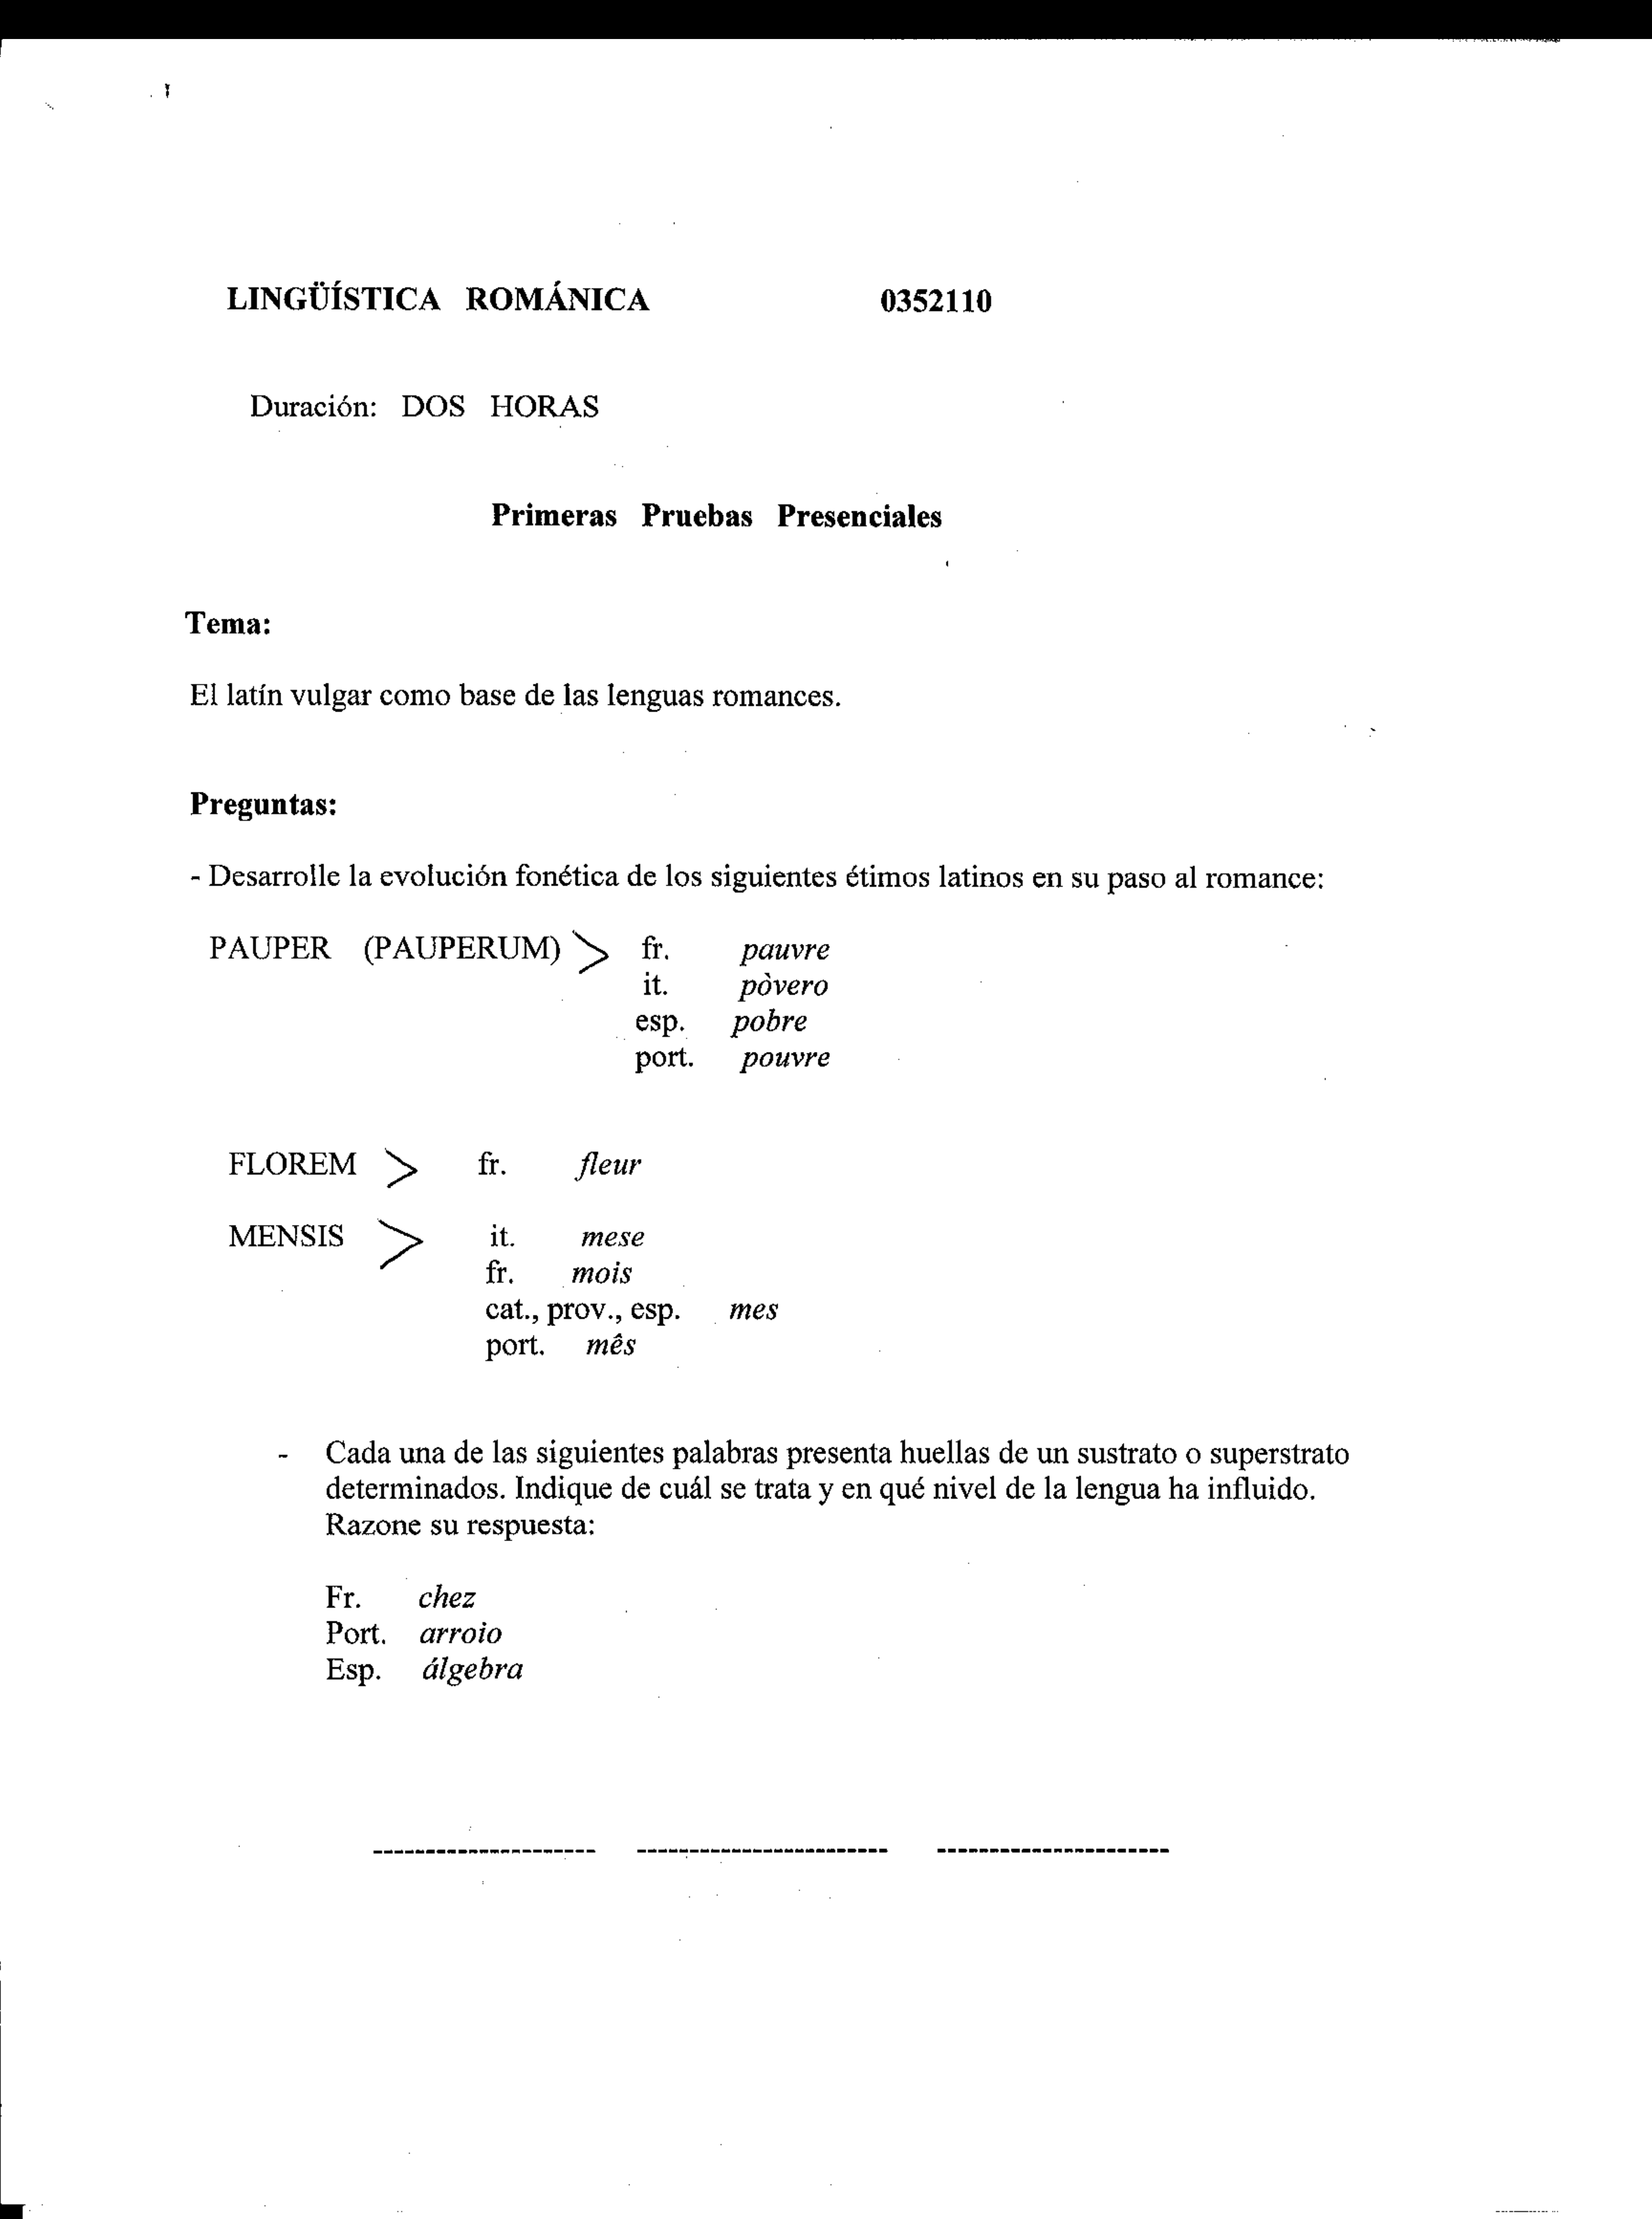 LINGÜÍSTICA ROMÁNICA 0352110
Duración: DOS HORAS
Primeras Pruebas Presenciales
Tema:
El latín vulgar como base de las lenguas romances.
Preguntas:
- Desarrolle la evolución fonética de los siguientes étimos latinos en su paso al romance:
PAUPER (PAUPERUM) > fr. pauvre
it. pòvero
esp. pobre
port. pouvre
FLOREM > fr. fleur
MENSIS > it. mese
fr. mois
cat., prov., esp. mes
port. mês
- Cada una de las siguientes palabras presenta huellas de un sustrato o superstrato
determinados. Indique de cuál se trata y en qué nivel de la lengua ha influido.
Razone su respuesta:
Fr. chez
Port. arroio
Esp. álgebra